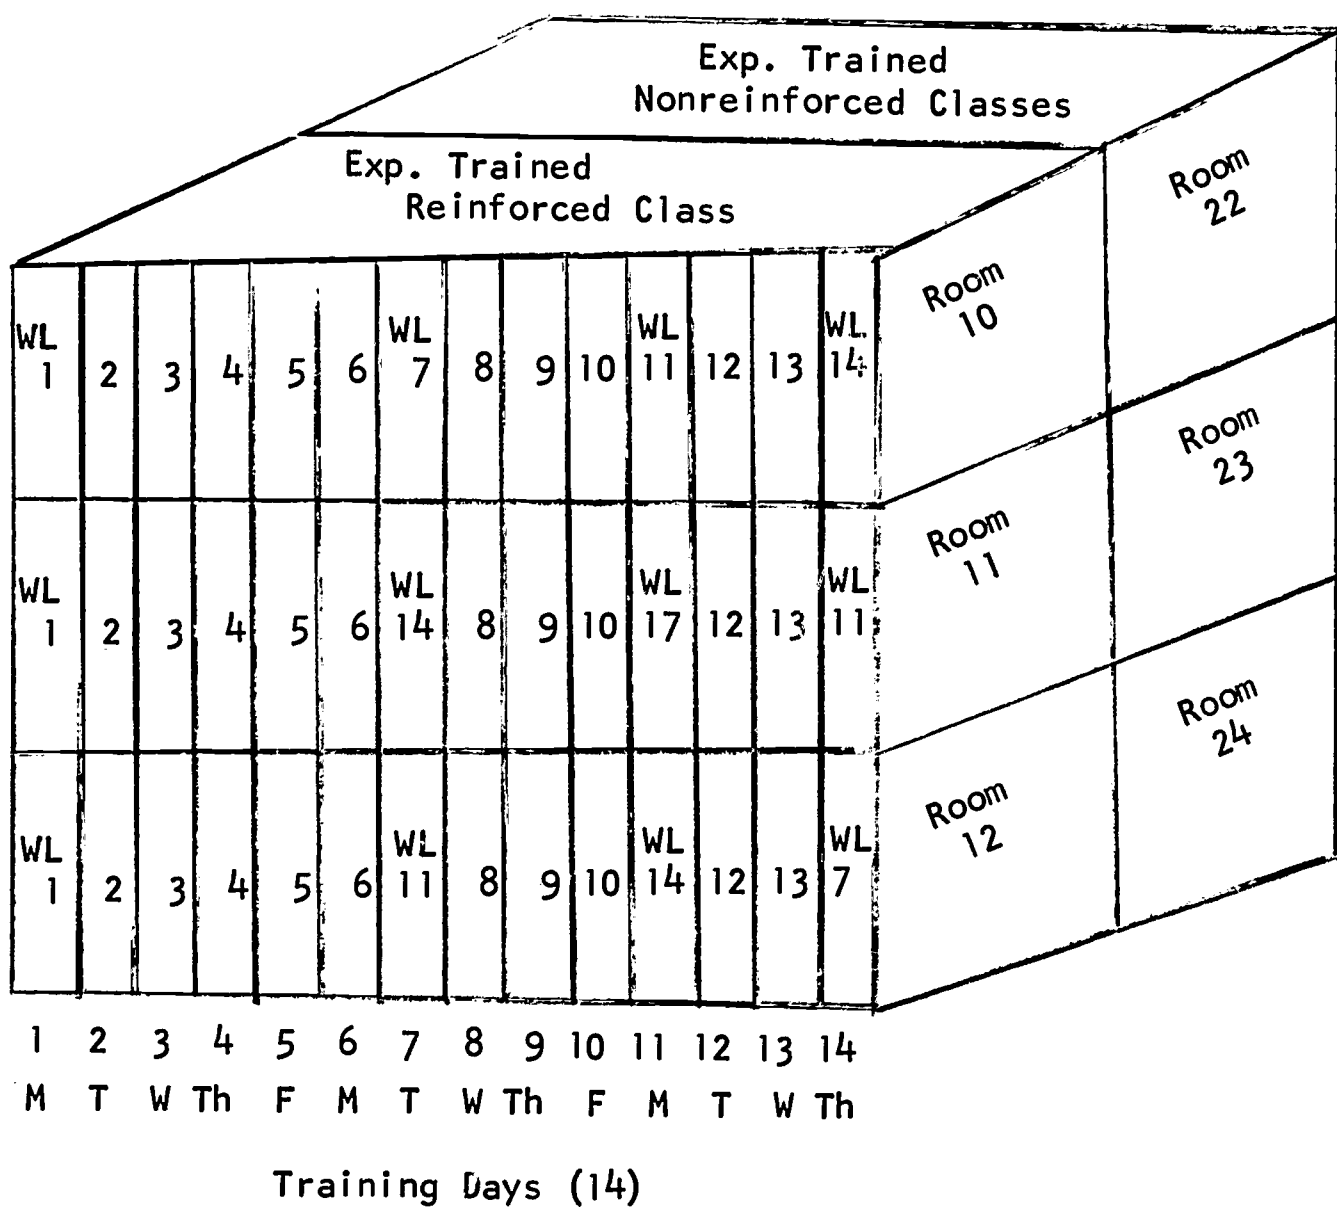 Exp. Trained
Nonreinforced Classes
Exp. Trained
Reinforced Class
Room
22
Room
10
WL WL WL WL
1 2 3 4 5 6 7 8 9 10 11 12 13 14
Room
23
Room
11
WL WL WL WL
1 2 3 4 5 6 14 8 9 10 17 12 13 11
Room
24
Room
12
WL WL WL WL
1 2 3 4 5 6 11 8 9 10 14 12 13 7
1 2 3 4 5 6 7 8 9 10 11 12 13 14
M T W Th F M T W Th F M T W Th
Training Days (14)